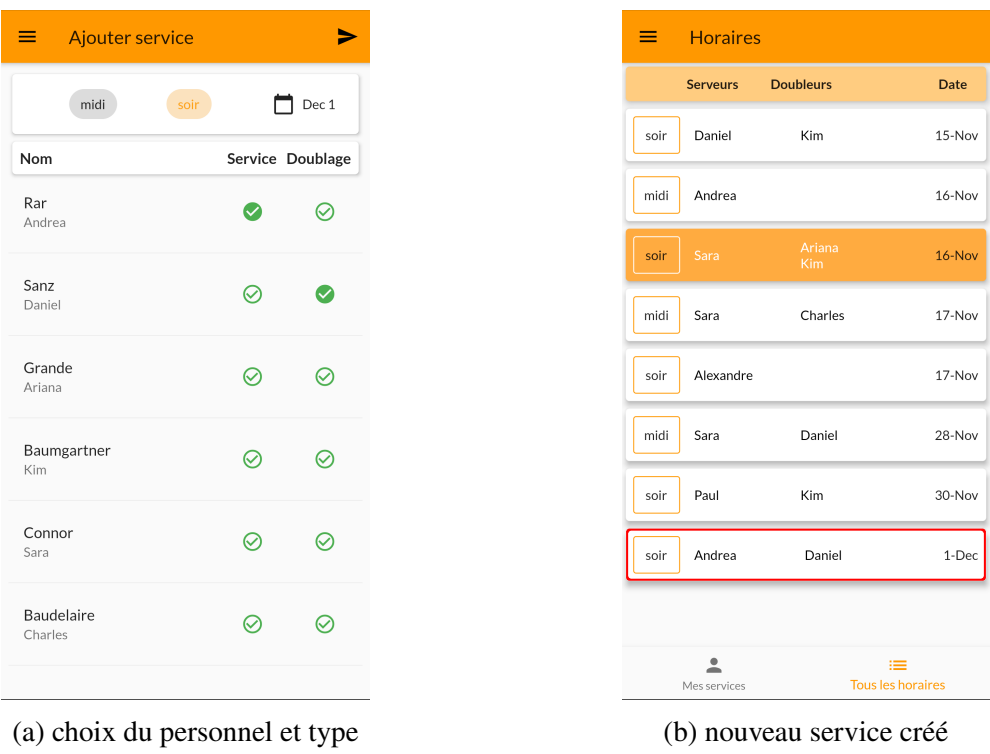 Ajouter service
midi soir Dec 1
Nom Service Doublage
Rar
Andrea
Sanz
Daniel
Grande
Ariana
Baumgartner
Kim
Connor
Sara
Baudelaire
Charles
(a) choix du personnel et type
Horaires
Serveurs Doubleurs Date
soir Daniel Kim 15-Nov
midi Andrea 16-Nov
soir Sara Ariana 16-Nov
Kim
midi Sara Charles 17-Nov
soir Alexandre 17-Nov
midi Sara Daniel 28-Nov
soir Paul Kim 30-Nov
soir Andrea Daniel 1-Dec
Mes services Tous les horaires
(b) nouveau service créé